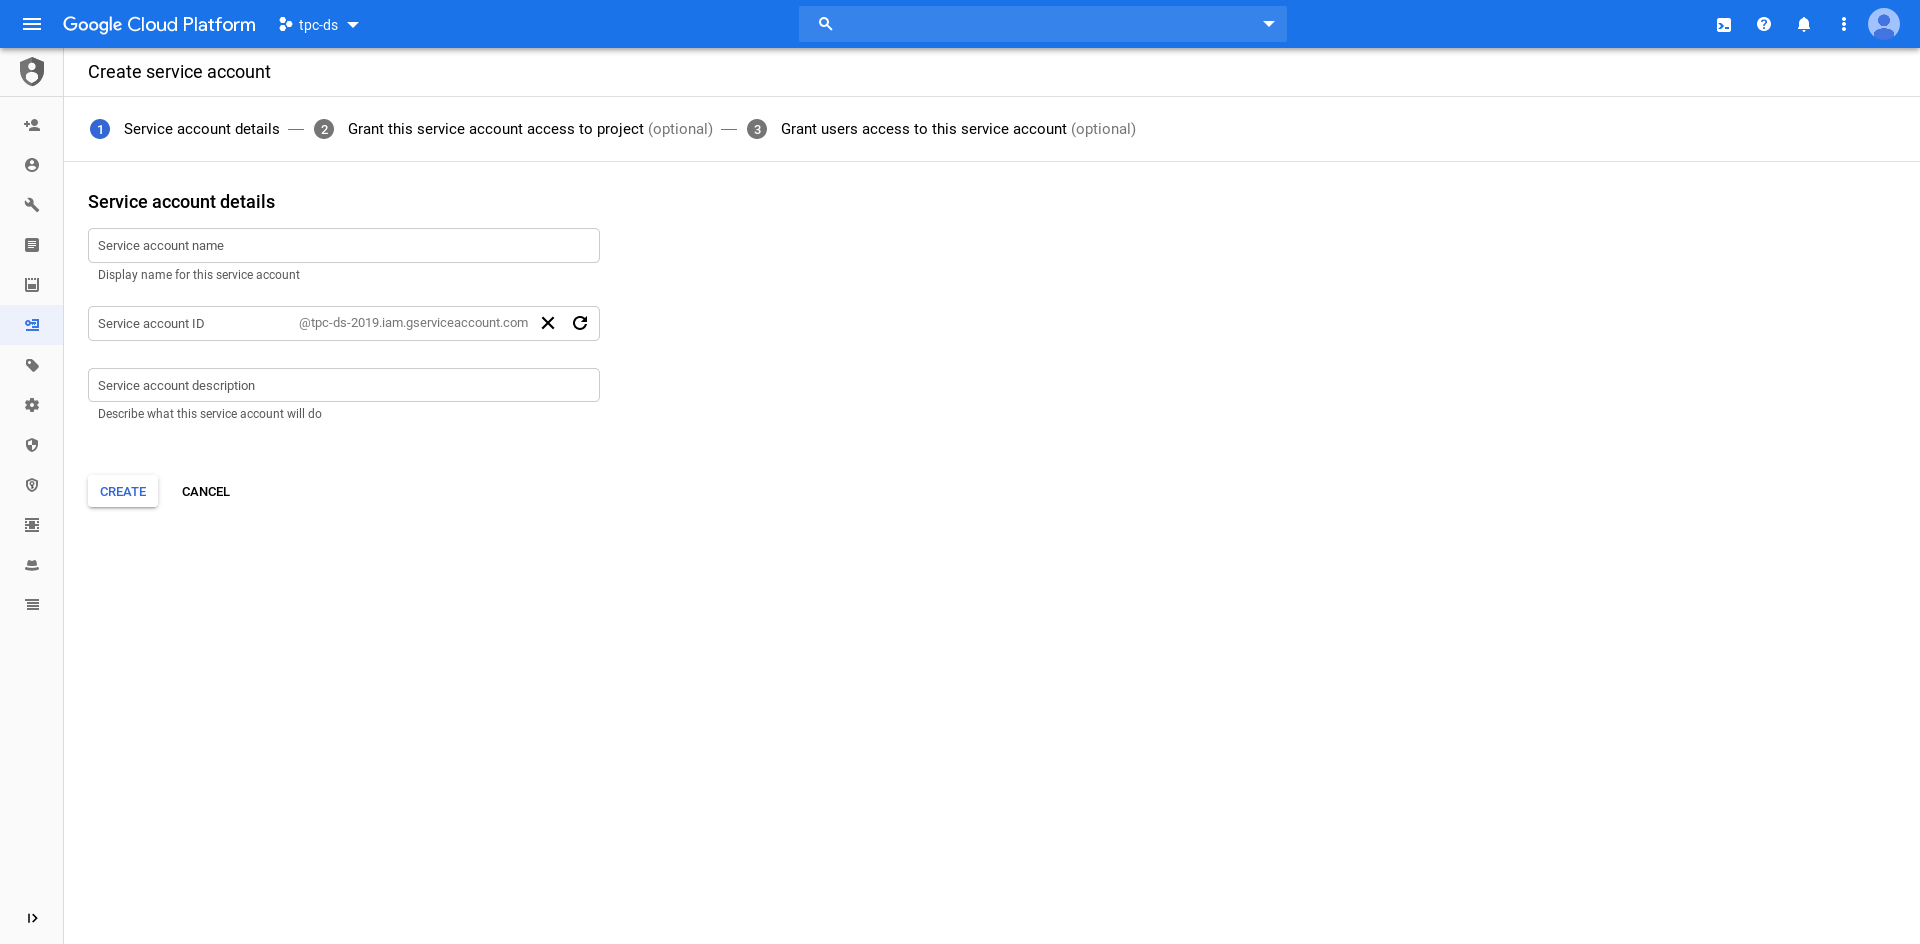 Google Cloud Platform tpc-ds
Create service account
1 Service account details — 2 Grant this service account access to project (optional) — 3 Grant users access to this service account (optional)
Service account details
Service account name
Display name for this service account
Service account ID @tpc-ds-2019.iam.gserviceaccount.com
Service account description
Describe what this service account will do
CREATE CANCEL